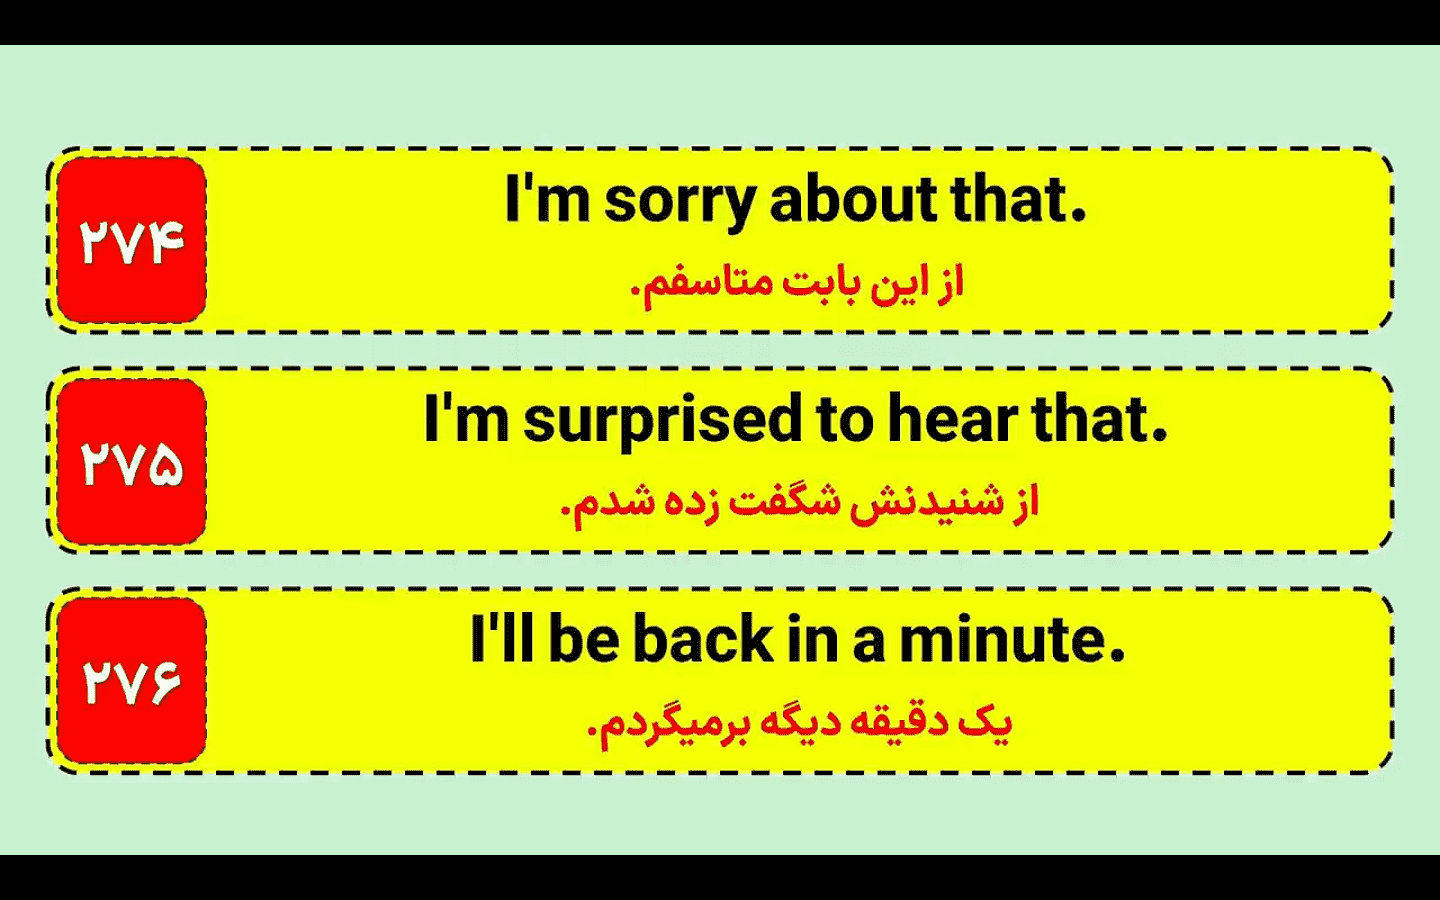 ۲۷۴
I'm sorry about that.
از این بابت متاسفم.
۲۷۵
I'm surprised to hear that.
از شنیدنش شگفت زده شدم.
۲۷۶
I'll be back in a minute.
یک دقیقه دیگه برمیگردم.